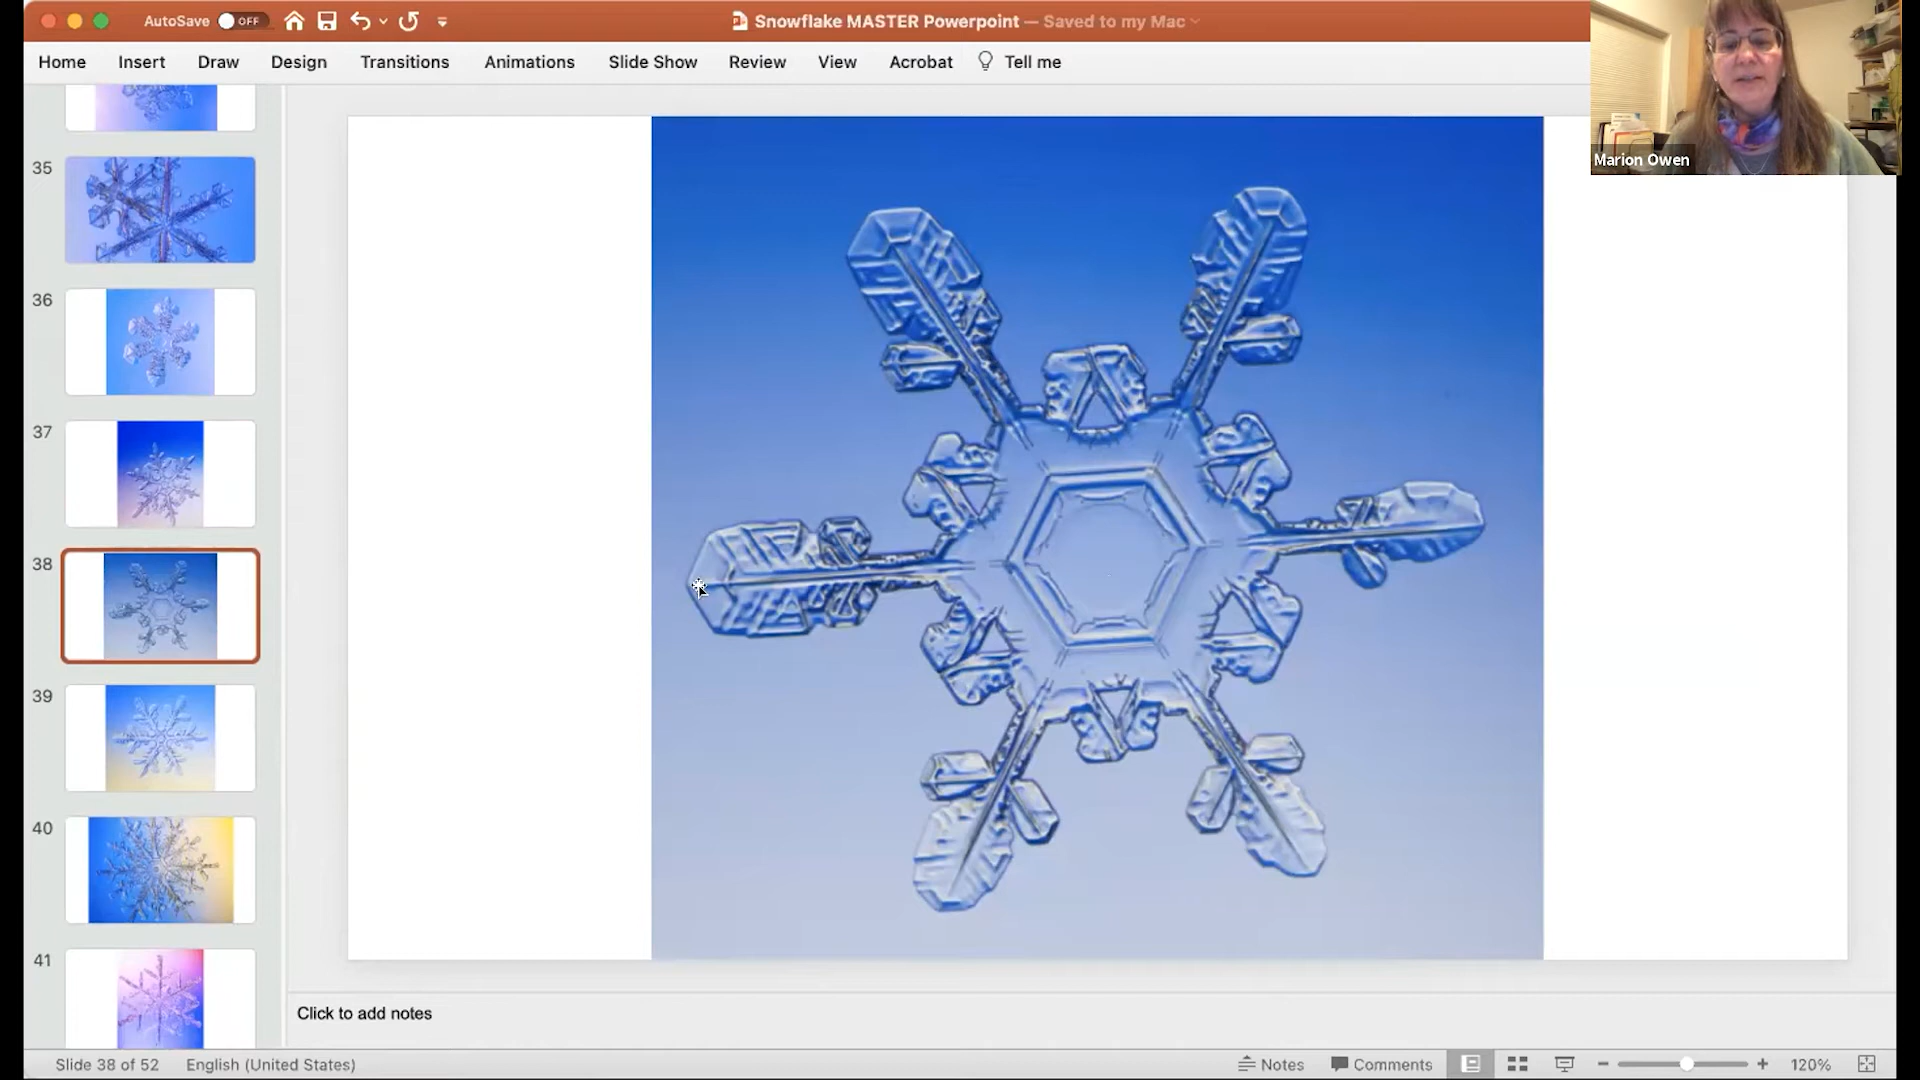 AutoSave OFF
Snowflake MASTER Powerpoint — Saved to my Mac
Home Insert Draw Design Transitions Animations Slide Show Review View Acrobat Tell me
Marion Owen
35
36
37
38
39
40
41
Click to add notes
Slide 38 of 52 English (United States) Notes Comments 120%